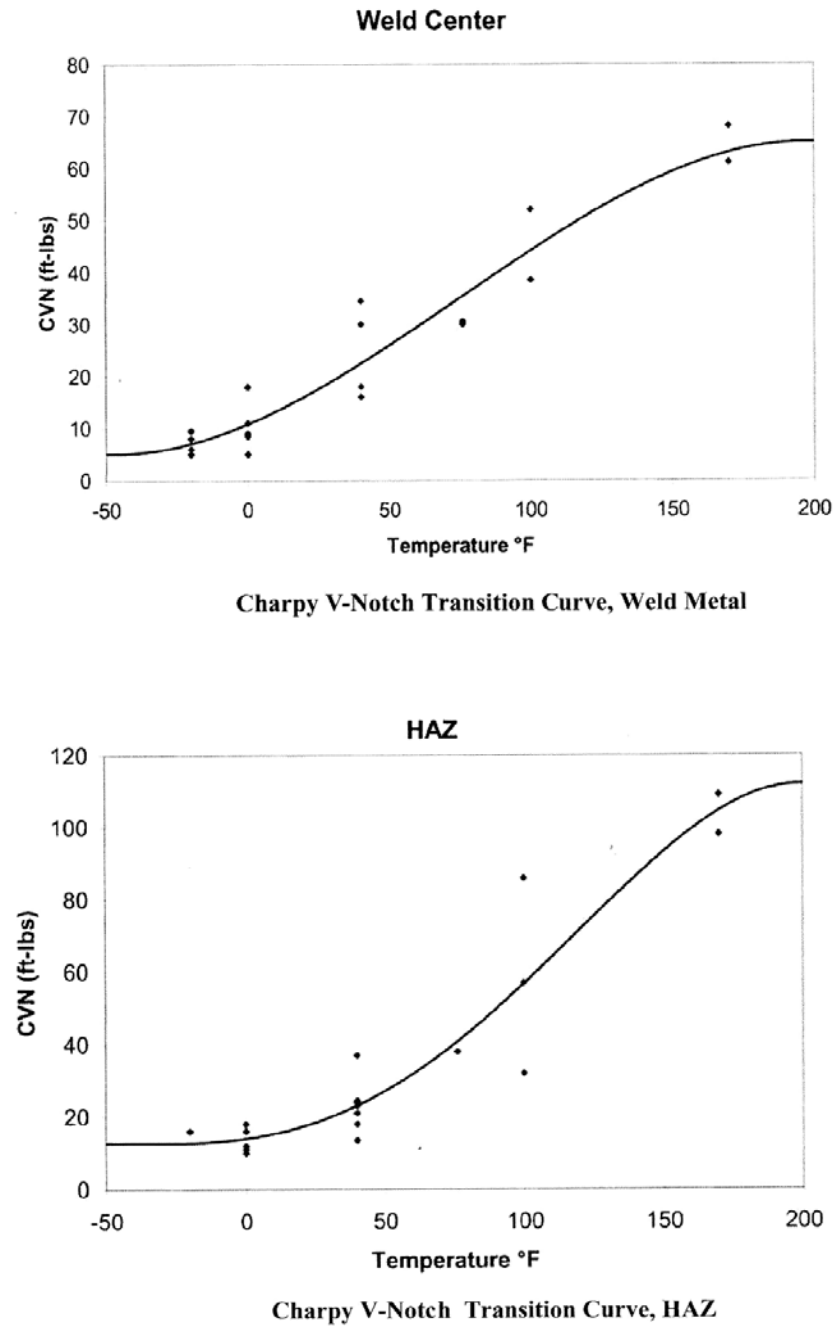 Weld Center
80
70
60
50
40
30
20
10
0
CVN (ft-lbs)
-50 0 50 100 150 200
Temperature °F
Charpy V-Notch Transition Curve, Weld Metal
HAZ
120
100
80
60
40
20
0
CVN (ft-lbs)
-50 0 50 100 150 200
Temperature °F
Charpy V-Notch Transition Curve, HAZ